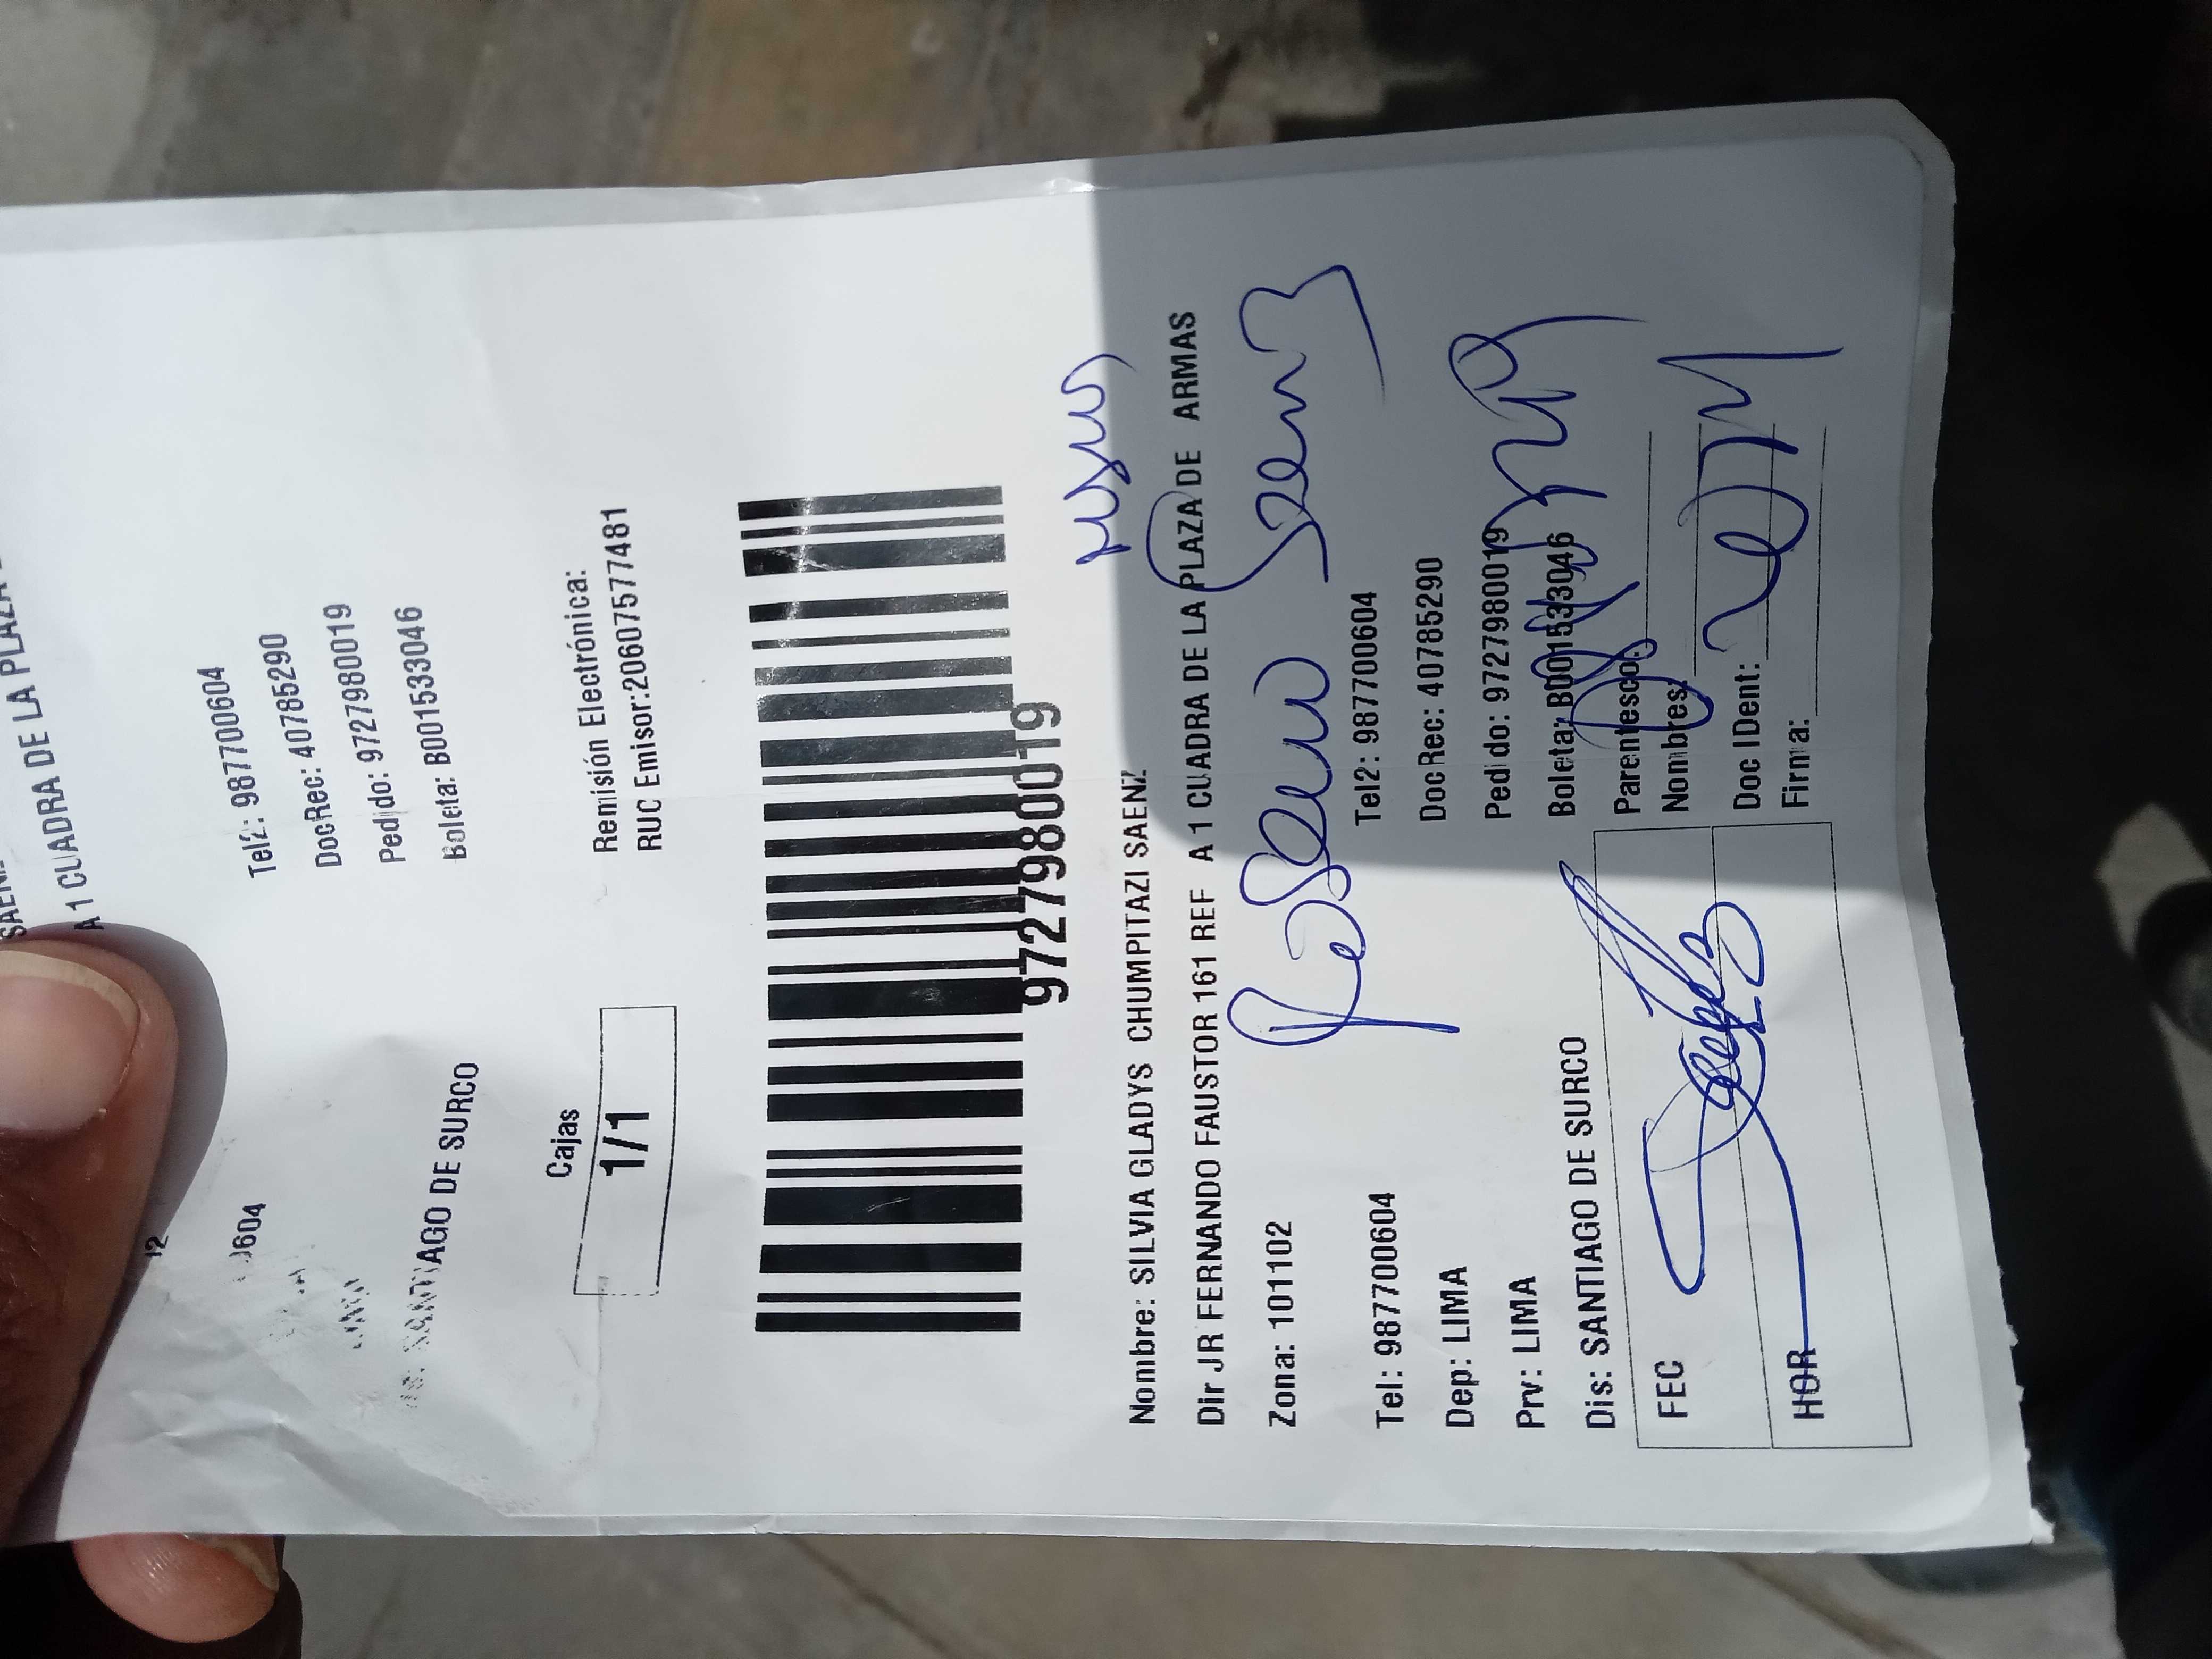 A 1 CUADRA DE LA PLAZA
Tel2: 987700604
DocRec: 40785290
Pedido: 9727980019
SANTIAGO DE SURCO
Boleta: B001533046
Cajas
1/1
Remisión Electrónica:
RUC Emisor:20607577481
9727980019
Nombre: SILVIA GLADYS CHUMPITAZI SAENZ
Dir JR FERNANDO FAUSTOR 161 REF A 1 CUADRA DE LA PLAZA DE ARMAS
Zona: 101102
Tel: 987700604
Tel2: 987700604
Dep: LIMA
DocRec: 40785290
Prv: LIMA
Pedido: 9727980019
Dis: SANTIAGO DE SURCO
Boleta: B001533046
FEC
Parentesco:
Nombres:
HOR
Doc IDent:
Firma: